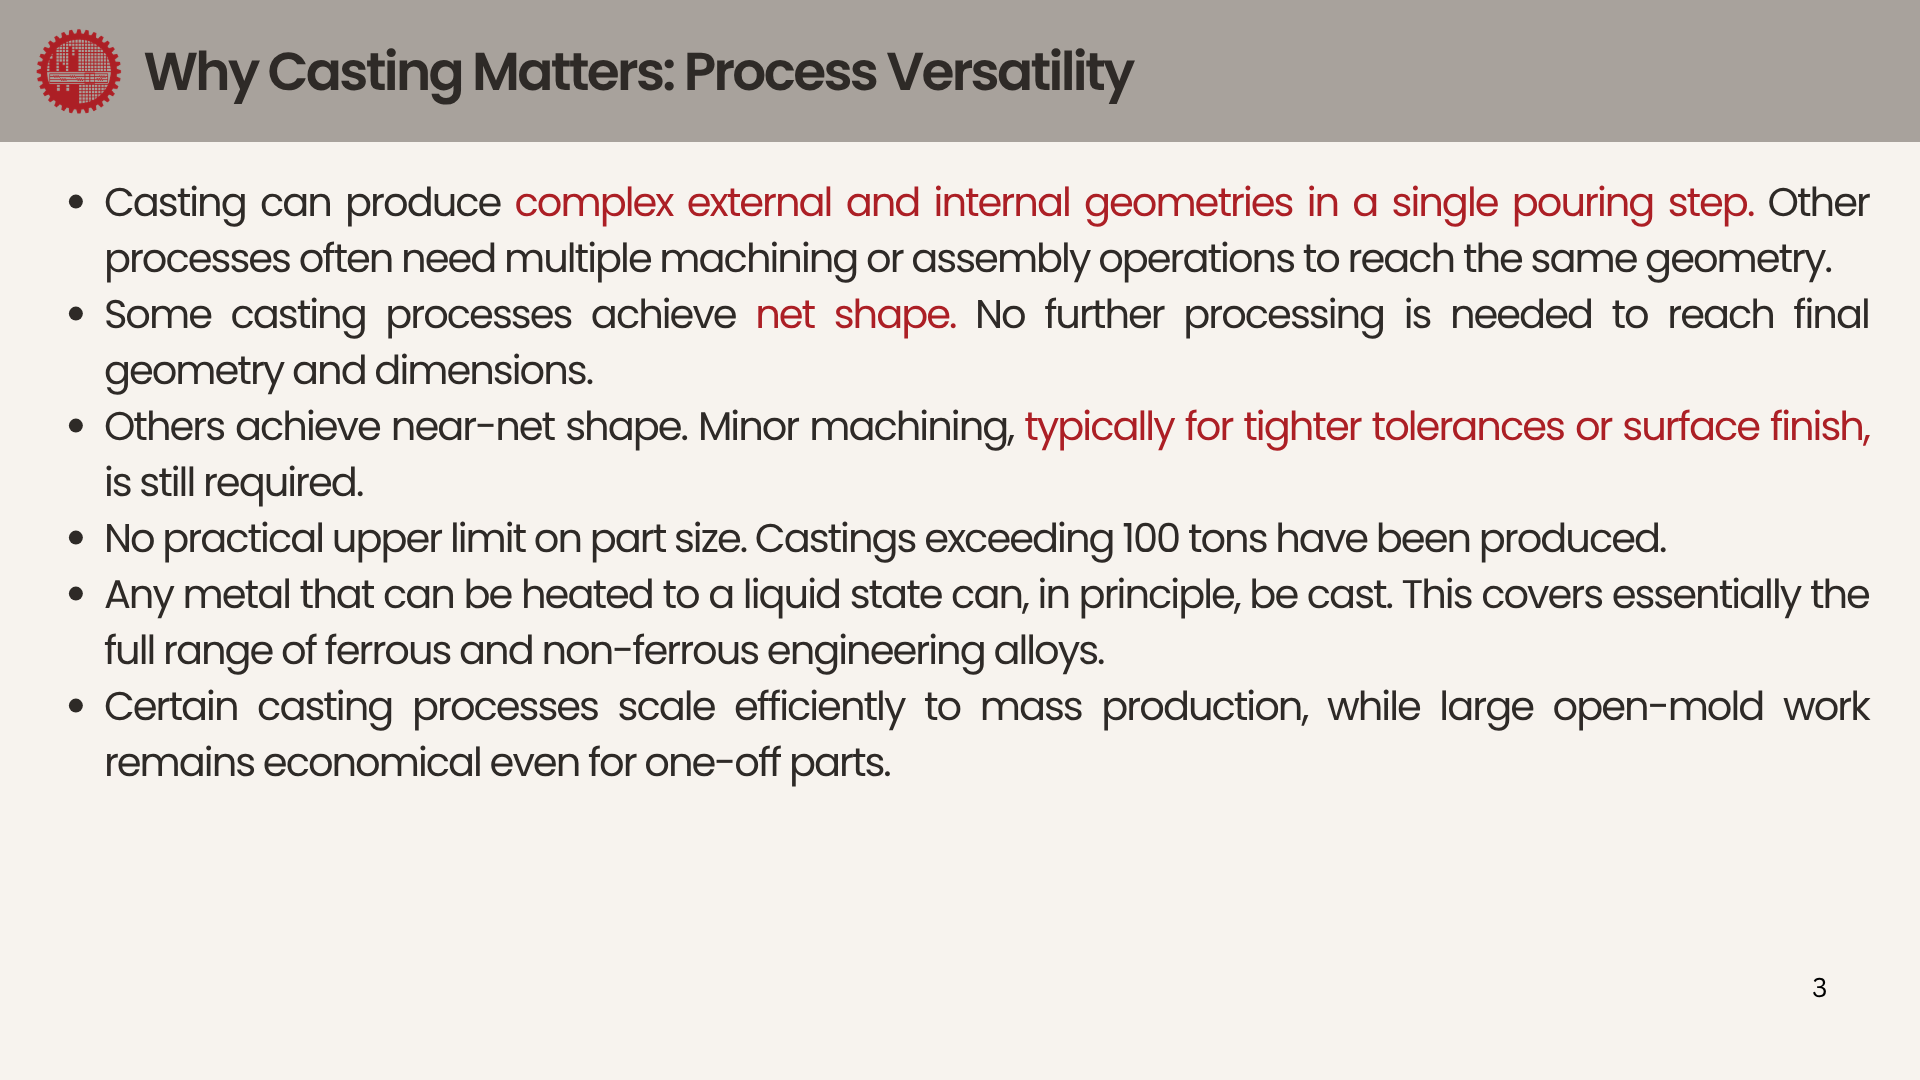 Why Casting Matters: Process Versatility
• Casting can produce complex external and internal geometries in a single pouring step. Other
processes often need multiple machining or assembly operations to reach the same geometry.
• Some casting processes achieve net shape. No further processing is needed to reach final
geometry and dimensions.
• Others achieve near-net shape. Minor machining, typically for tighter tolerances or surface finish,
is still required.
• No practical upper limit on part size. Castings exceeding 100 tons have been produced.
• Any metal that can be heated to a liquid state can, in principle, be cast. This covers essentially the
full range of ferrous and non-ferrous engineering alloys.
• Certain casting processes scale efficiently to mass production, while large open-mold work
remains economical even for one-off parts.
3